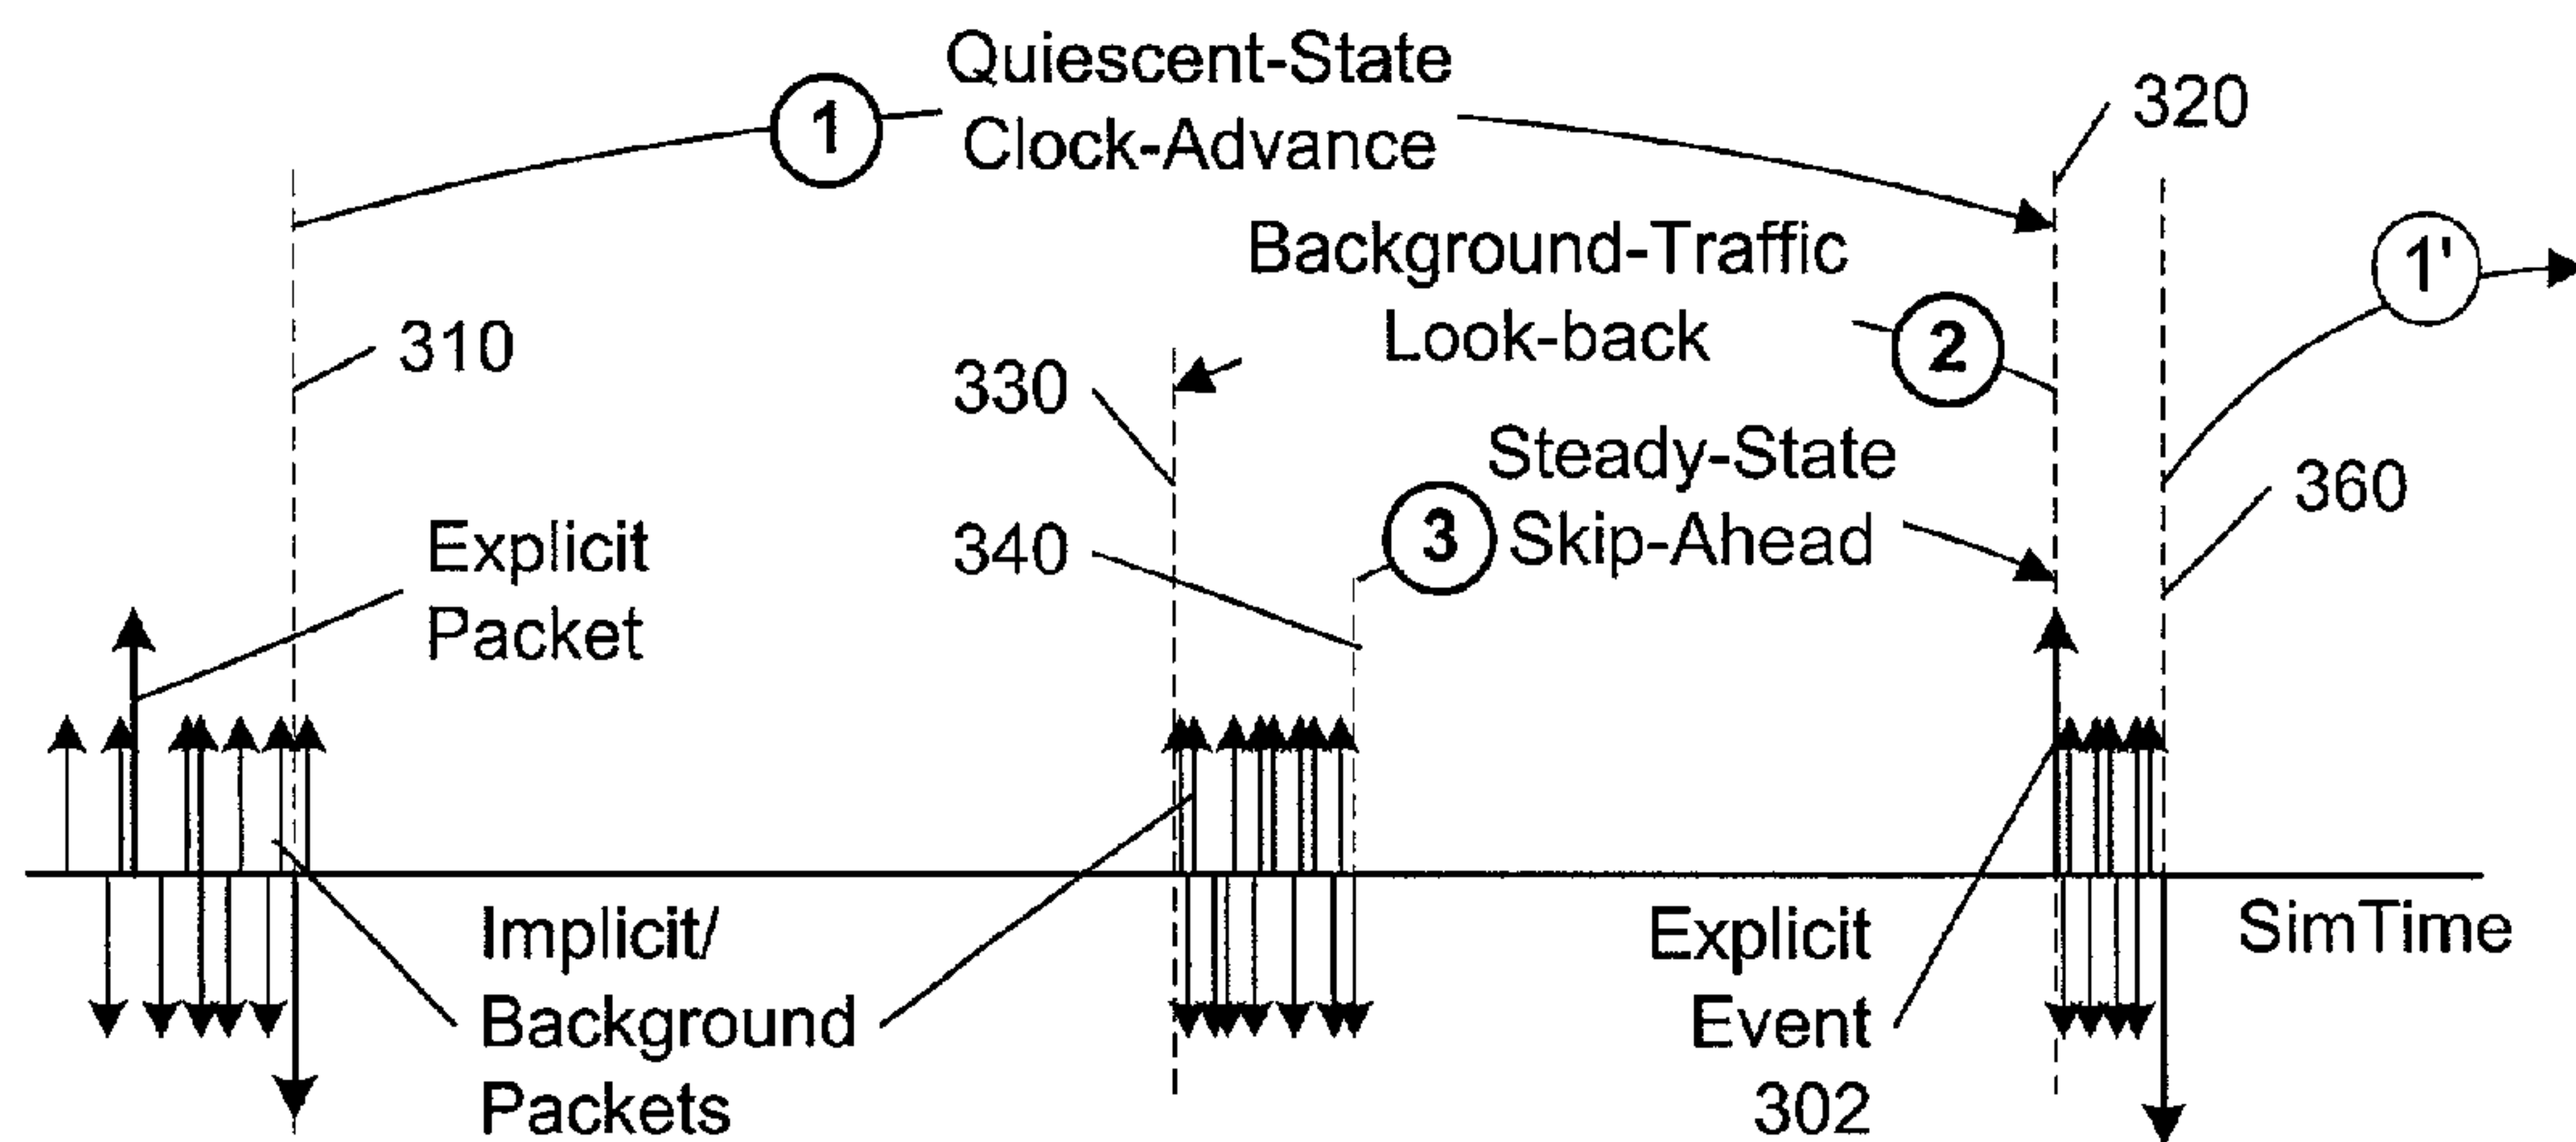 Quiescent-State
1
Clock-Advance
320
Background-Traffic
Look-back
1'
310
2
330
Steady-State
360
3
Skip-Ahead
340
Explicit
Packet
Implicit/
Background
Packets
Explicit
Event
302
SimTime